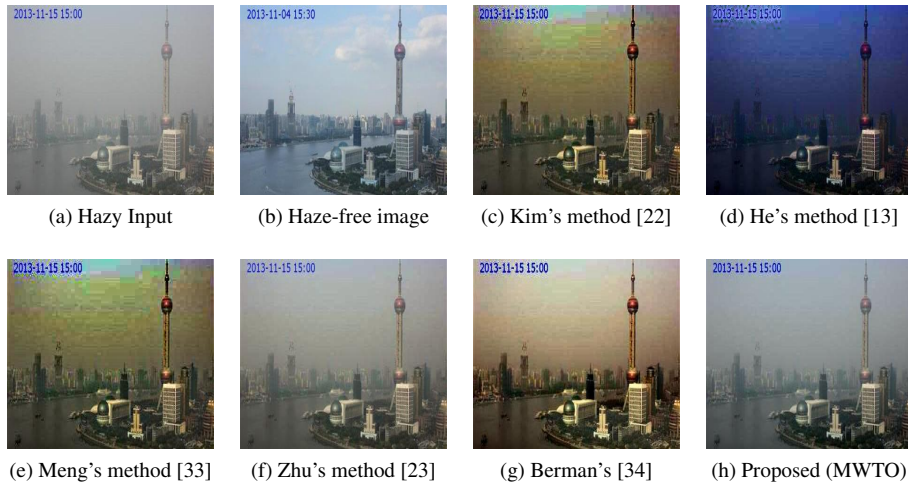 2013-11-15 15:00
2013-11-04 15:30
2013-11-15 15:00
2013-11-15 15:00
(a) Hazy Input
(b) Haze-free image
(c) Kim's method [22]
(d) He's method [13]
2013-11-15 15:00
2013-11-15 15:00
2013-11-15 15:00
2013-11-15 15:00
(e) Meng's method [33]
(f) Zhu's method [23]
(g) Berman's [34]
(h) Proposed (MWTO)